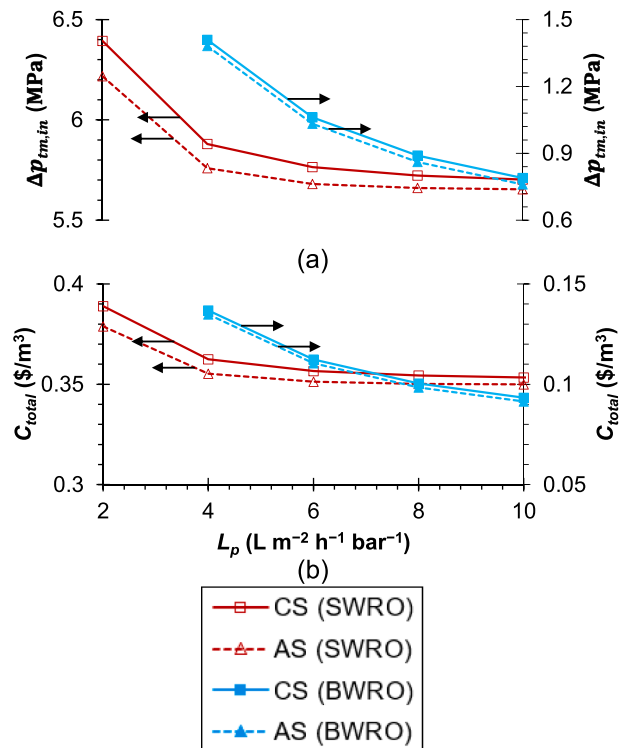 6.5
6
5.5
Δp_tm,in (MPa)
1.5
1.2
0.9
0.6
Δp_tm,in (MPa)
(a)
0.4
0.35
0.3
C_total ($/m³)
0.15
0.1
0.05
C_total ($/m³)
2 4 6 8 10
L_p (L m⁻² h⁻¹ bar⁻¹)
(b)
CS (SWRO)
AS (SWRO)
CS (BWRO)
AS (BWRO)